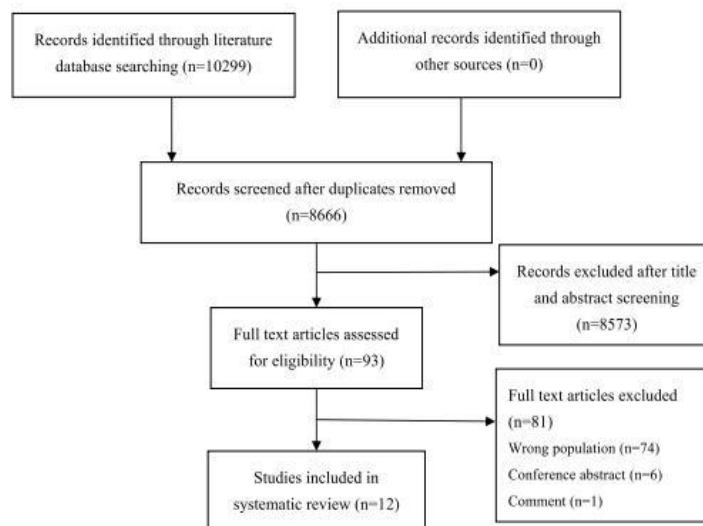 Records identified through literature
database searching (n=10299)
Additional records identified through
other sources (n=0)
Records screened after duplicates removed
(n=8666)
Records excluded after title
and abstract screening
(n=8573)
Full text articles assessed
for eligibility (n=93)
Full text articles excluded
(n=81)
Wrong population (n=74)
Conference abstract (n=6)
Comment (n=1)
Studies included in
systematic review (n=12)